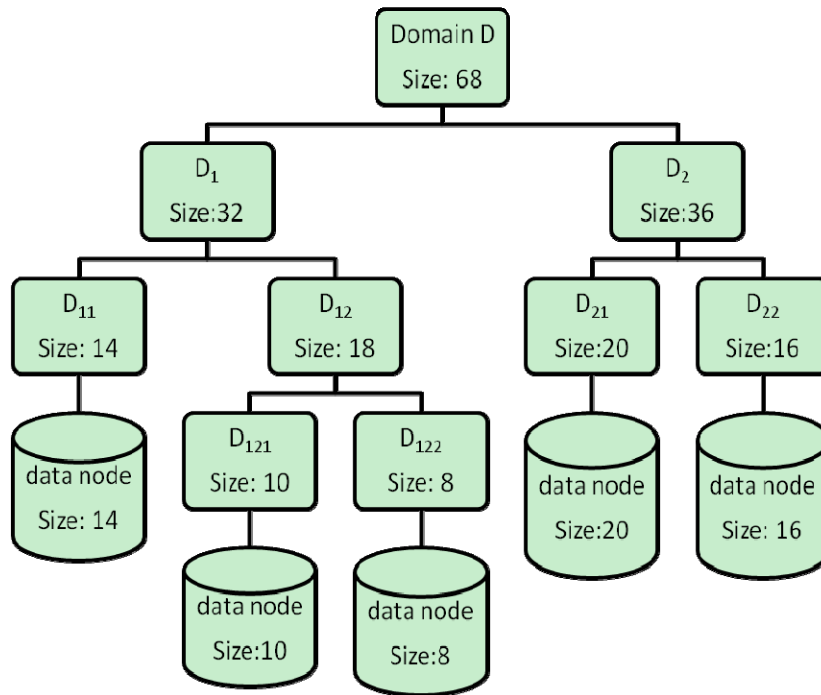 Domain D
Size: 68
D₁
Size:32
D₂
Size:36
D₁₁
Size: 14
D₁₂
Size: 18
D₂₁
Size:20
D₂₂
Size:16
data node
Size: 14
D₁₂₁
Size: 10
D₁₂₂
Size: 8
data node
Size:20
data node
Size: 16
data node
Size:10
data node
Size:8